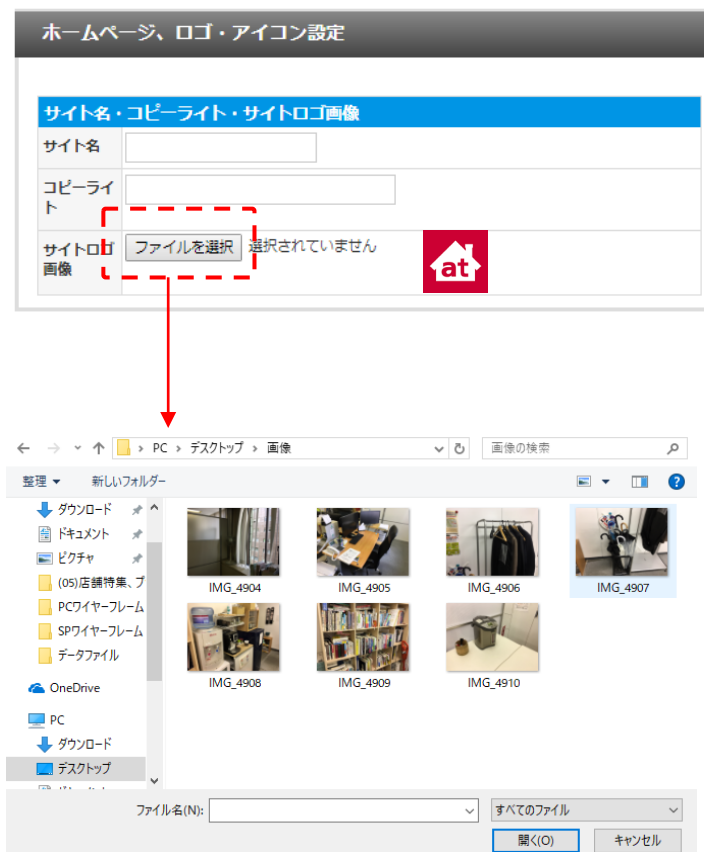 ホームページ、ロゴ・アイコン設定
サイト名・コピーライト・サイトロゴ画像
サイト名
コピーライ
ト
サイトロゴ
画像
ファイルを選択 選択されていません
at
PC › デスクトップ › 画像
画像の検索
整理 新しいフォルダー
ダウンロード
ドキュメント
ピクチャ
(05)店舗特集、プ
PCワイヤーフレーム
SPワイヤーフレーム
データファイル
OneDrive
PC
ダウンロード
デスクトップ
IMG_4904 IMG_4905 IMG_4906 IMG_4907
IMG_4908 IMG_4909 IMG_4910
ファイル名(N):
すべてのファイル
開く(O) キャンセル